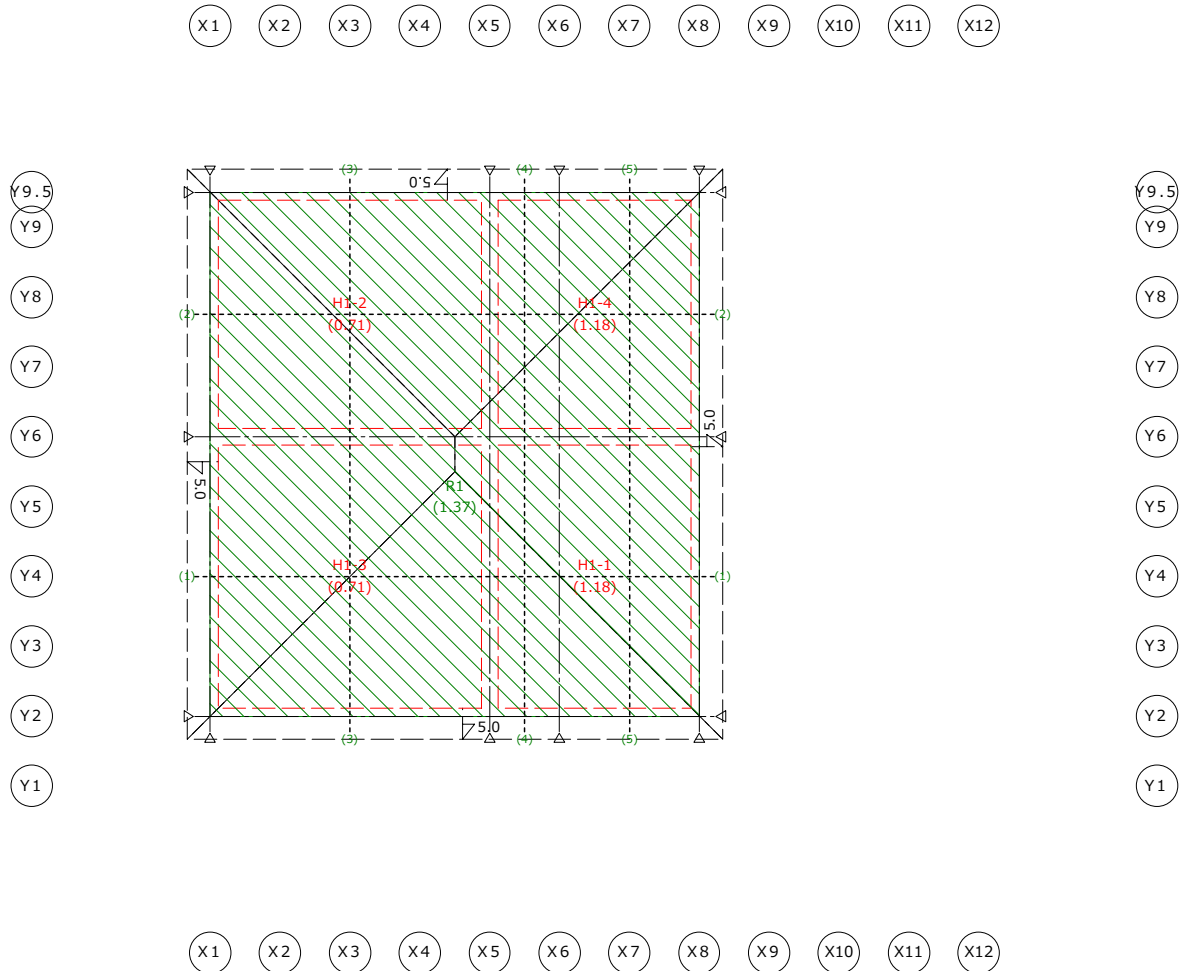 X1 X2 X3 X4 X5 X6 X7 X8 X9 X10 X11 X12
(3) (4) (5)
5.0
Y9.5 Y9.5
Y9 Y9
Y8 H1-2 H1-4 Y8
(2) (0.71) (1.18) (2)
Y7 Y7
5.0
Y6 Y6
5.0
R1
Y5 (1.37) Y5
H1-3 H1-1
(1) Y4 Y4 (1)
(0.71) (1.18)
Y3 Y3
Y2 5.0 Y2
(3) (4) (5)
Y1 Y1
X1 X2 X3 X4 X5 X6 X7 X8 X9 X10 X11 X12